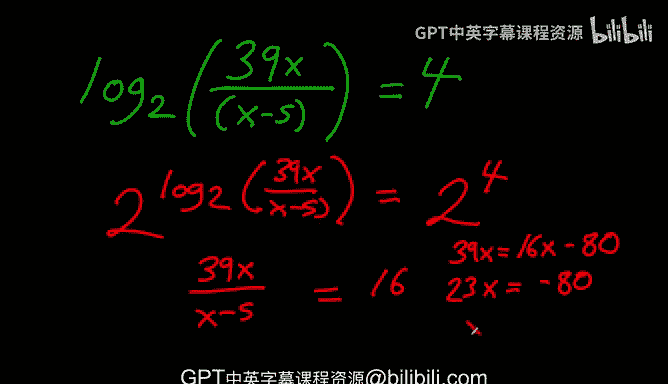 GPT中英字幕课程资源 bilibili
log₂(39x/(x-5)) = 4
2^log₂(39x/(x-5)) = 2^4
39x = 16x - 80
39x/(x-5) = 16
23x = -80
x
GPT中英字幕课程资源@bilibili.com